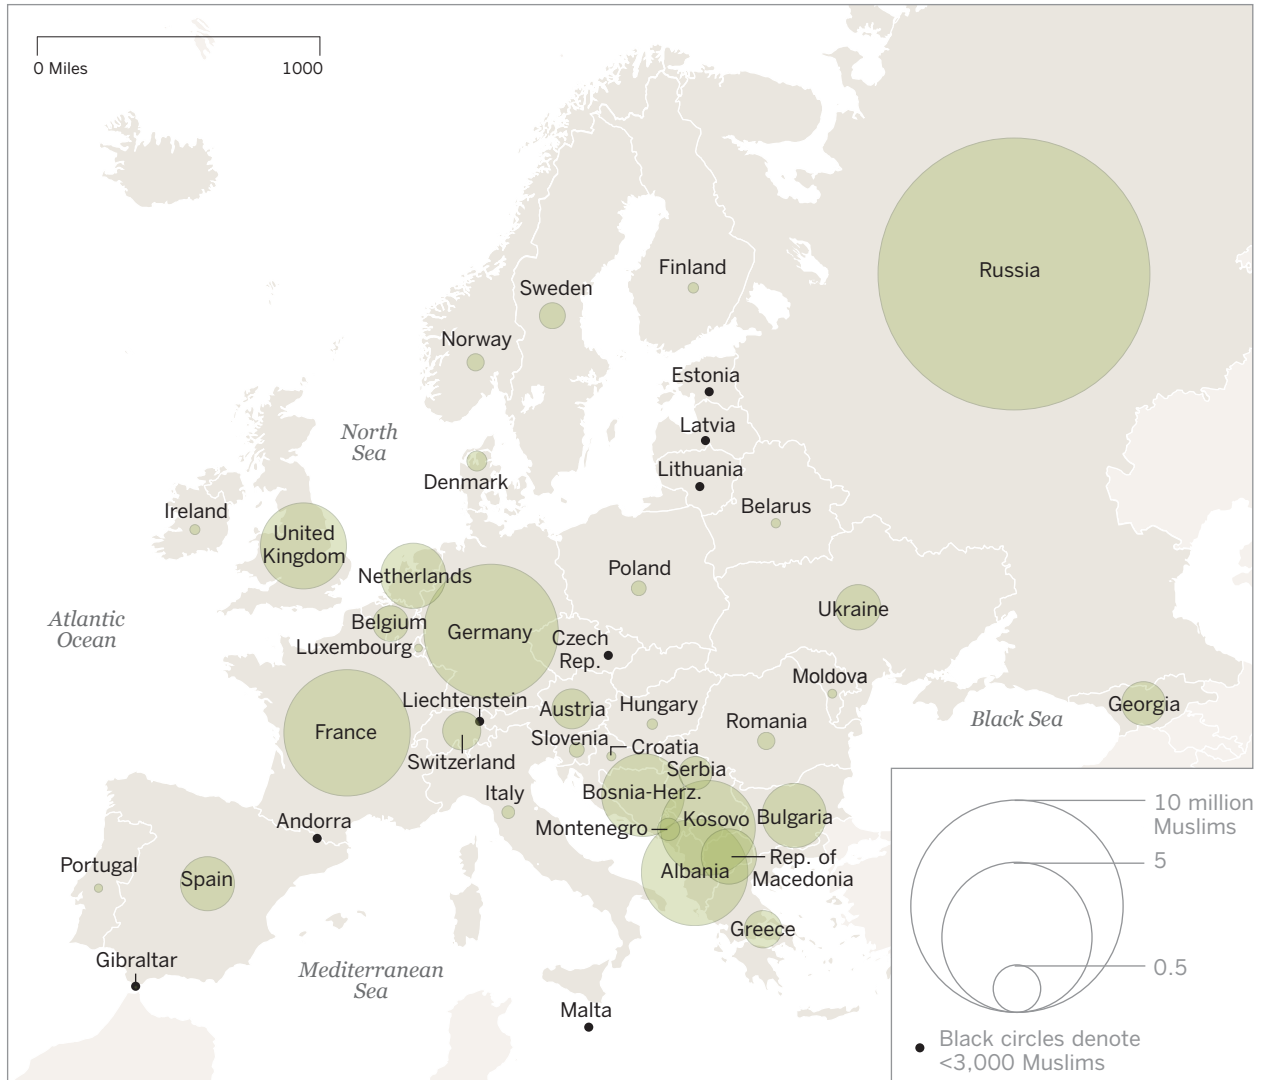 0 Miles
1000
Russia
Finland
Sweden
Norway
Estonia
Latvia
North
Sea
Lithuania
Denmark
Belarus
Ireland
United
Kingdom
Poland
Netherlands
Ukraine
Atlantic
Ocean
Belgium
Germany
Czech
Rep.
Luxembourg
Moldova
Liechtenstein
Austria
Hungary
Georgia
France
Black Sea
Romania
Slovenia
Croatia
Switzerland
Serbia
Italy
Bosnia-Herz.
Andorra
Montenegro
Kosovo
Bulgaria
10 million
Muslims
Portugal
Spain
Albania
Rep. of
Macedonia
5
Greece
Gibraltar
Mediterranean
Sea
0.5
Malta
Black circles denote
<3,000 Muslims